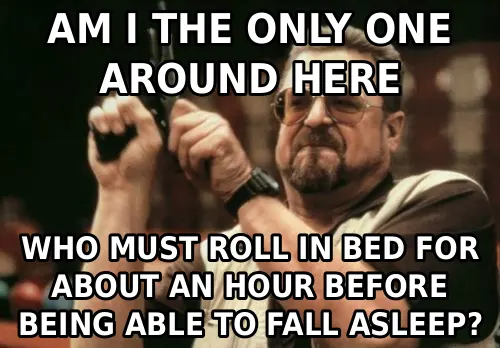 AM I THE ONLY ONE
AROUND HERE
WHO MUST ROLL IN BED FOR
ABOUT AN HOUR BEFORE
BEING ABLE TO FALL ASLEEP?